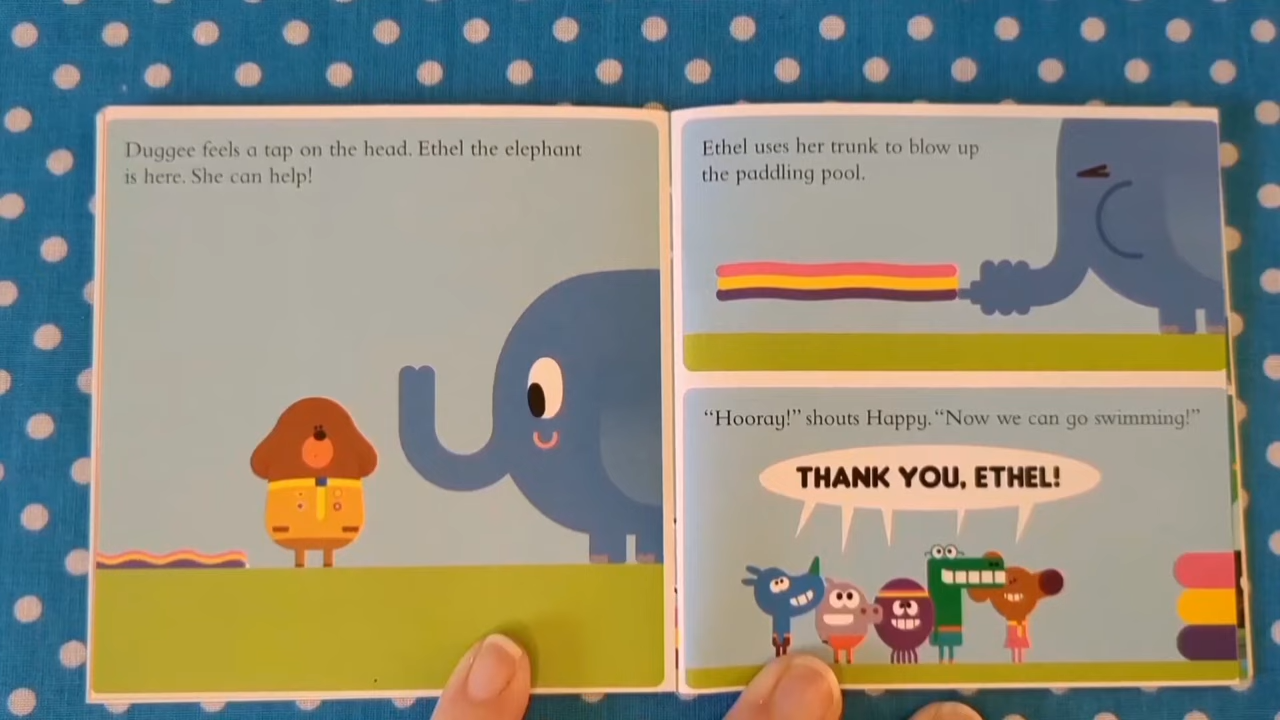 Duggee feels a tap on the head. Ethel the elephant
is here. She can help!
Ethel uses her trunk to blow up
the paddling pool.
“Hooray!” shouts Happy. “Now we can go swimming!”
THANK YOU, ETHEL!